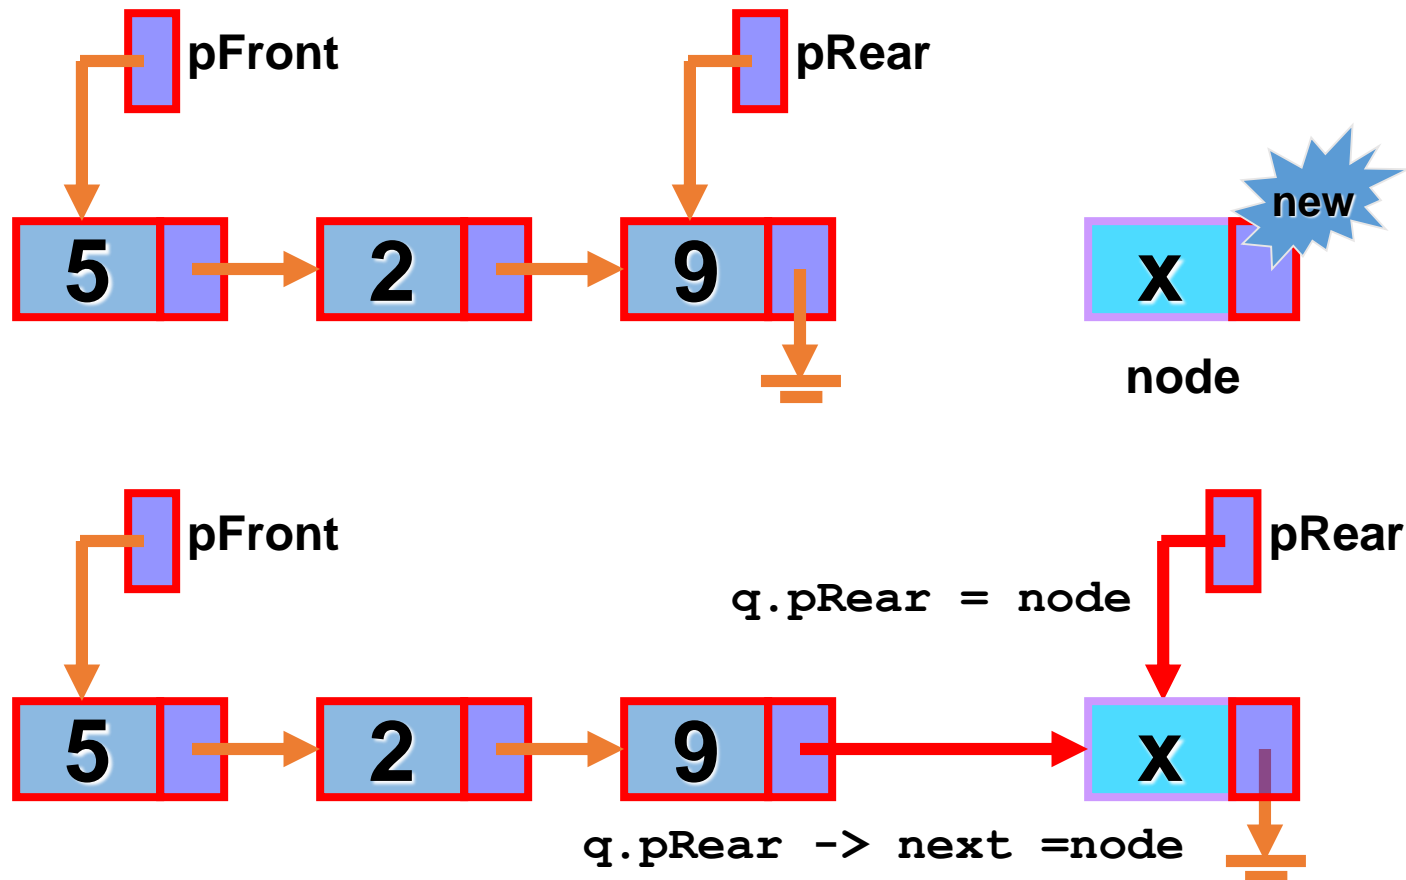 pFront
pRear
new
5 2 9 x
node
pFront
pRear
q.pRear = node
5 2 9 x
q.pRear -> next =node